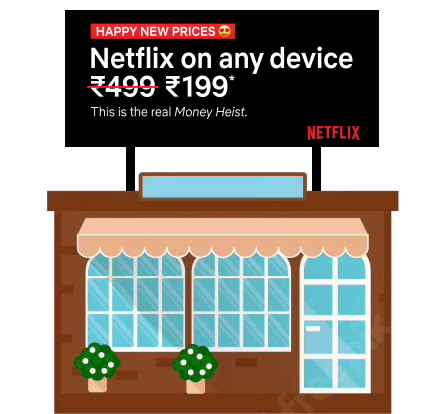 HAPPY NEW PRICES😍
Netflix on any device
₹499 ₹199*
This is the real Money Heist.
NETFLIX